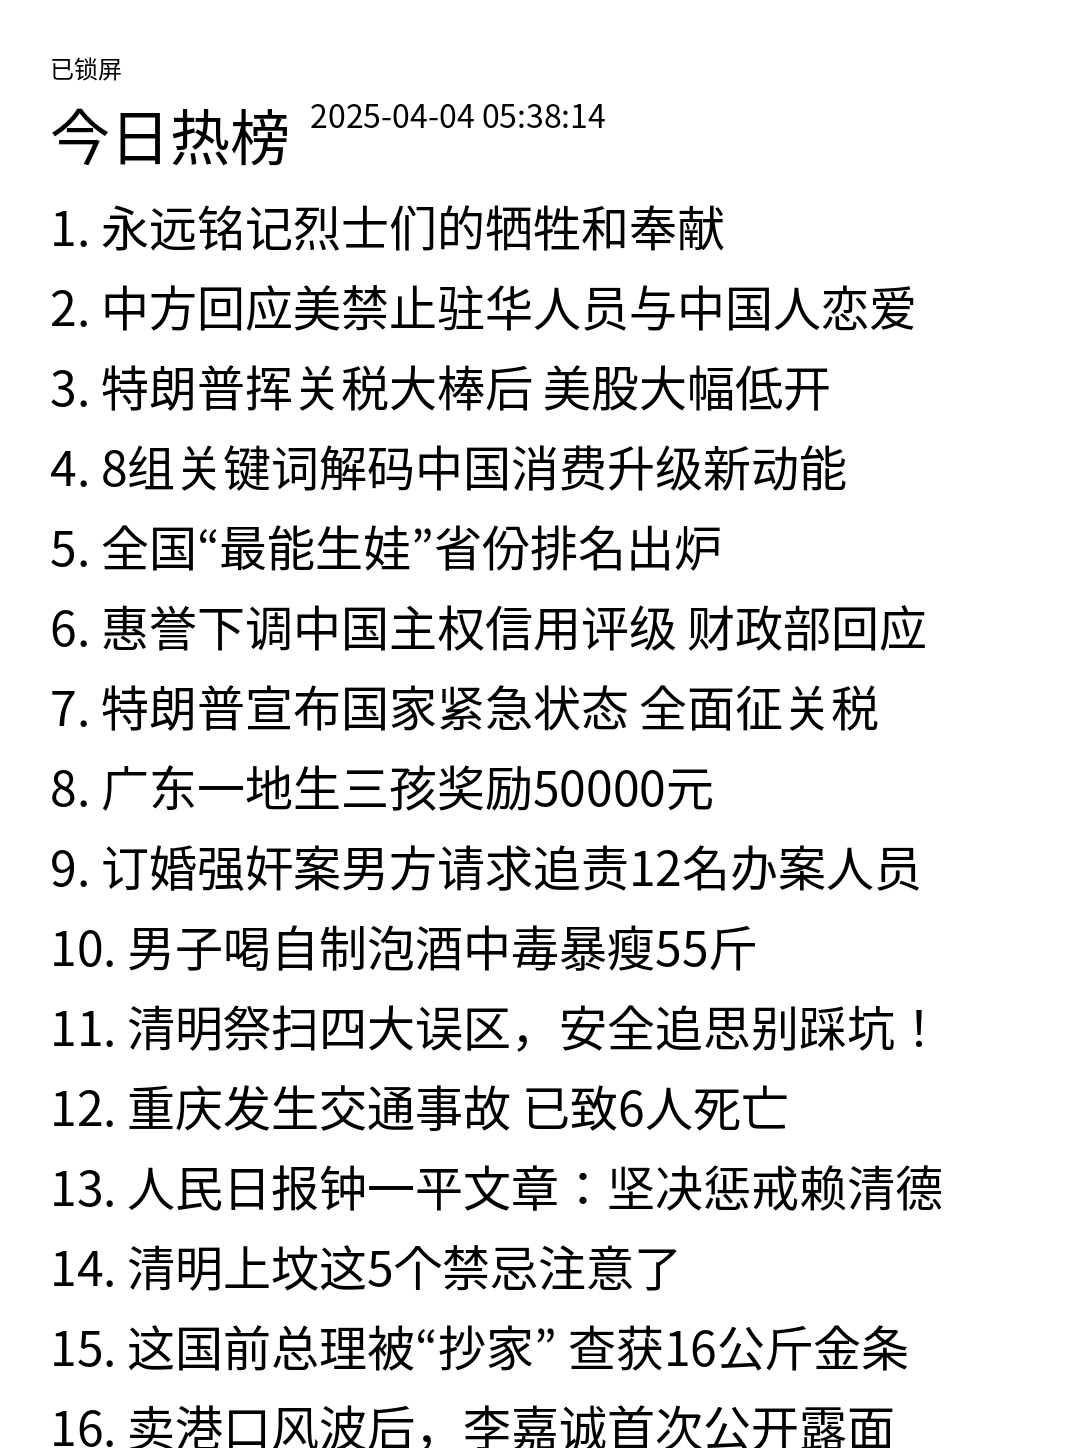 已锁屏
今日热榜 2025-04-04 05:38:14
1. 永远铭记烈士们的牺牲和奉献
2. 中方回应美禁止驻华人员与中国人恋爱
3. 特朗普挥关税大棒后 美股大幅低开
4. 8组关键词解码中国消费升级新动能
5. 全国“最能生娃”省份排名出炉
6. 惠誉下调中国主权信用评级 财政部回应
7. 特朗普宣布国家紧急状态 全面征关税
8. 广东一地生三孩奖励50000元
9. 订婚强奸案男方请求追责12名办案人员
10. 男子喝自制泡酒中毒暴瘦55斤
11. 清明祭扫四大误区，安全追思别踩坑！
12. 重庆发生交通事故 已致6人死亡
13. 人民日报钟一平文章：坚决惩戒赖清德
14. 清明上坟这5个禁忌注意了
15. 这国前总理被“抄家” 查获16公斤金条
16. 卖港口风波后，李嘉诚首次公开露面